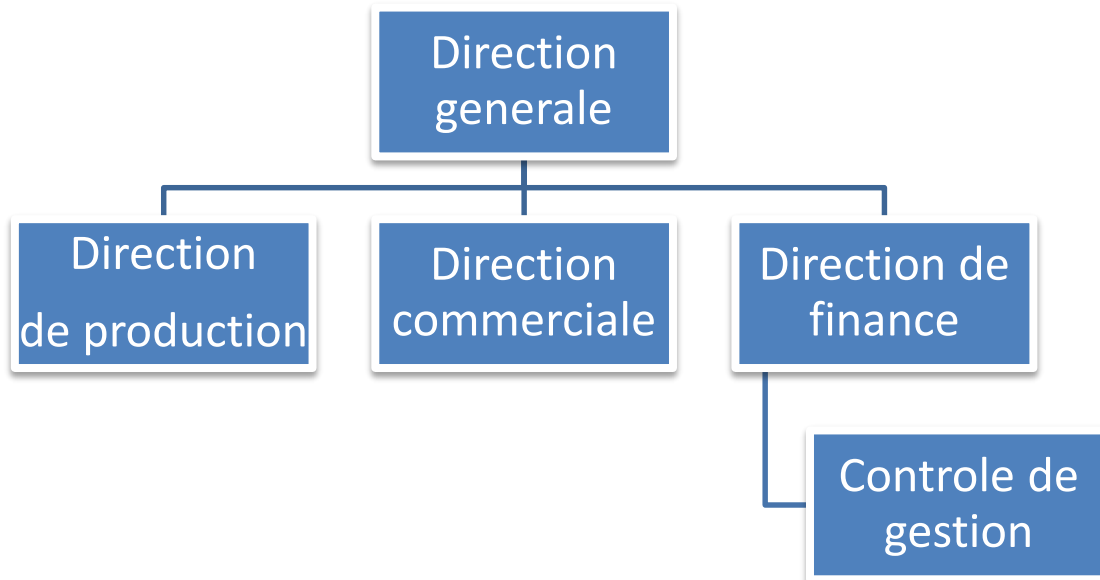 Direction
generale
Direction
de production
Direction
commerciale
Direction de
finance
Controle de
gestion